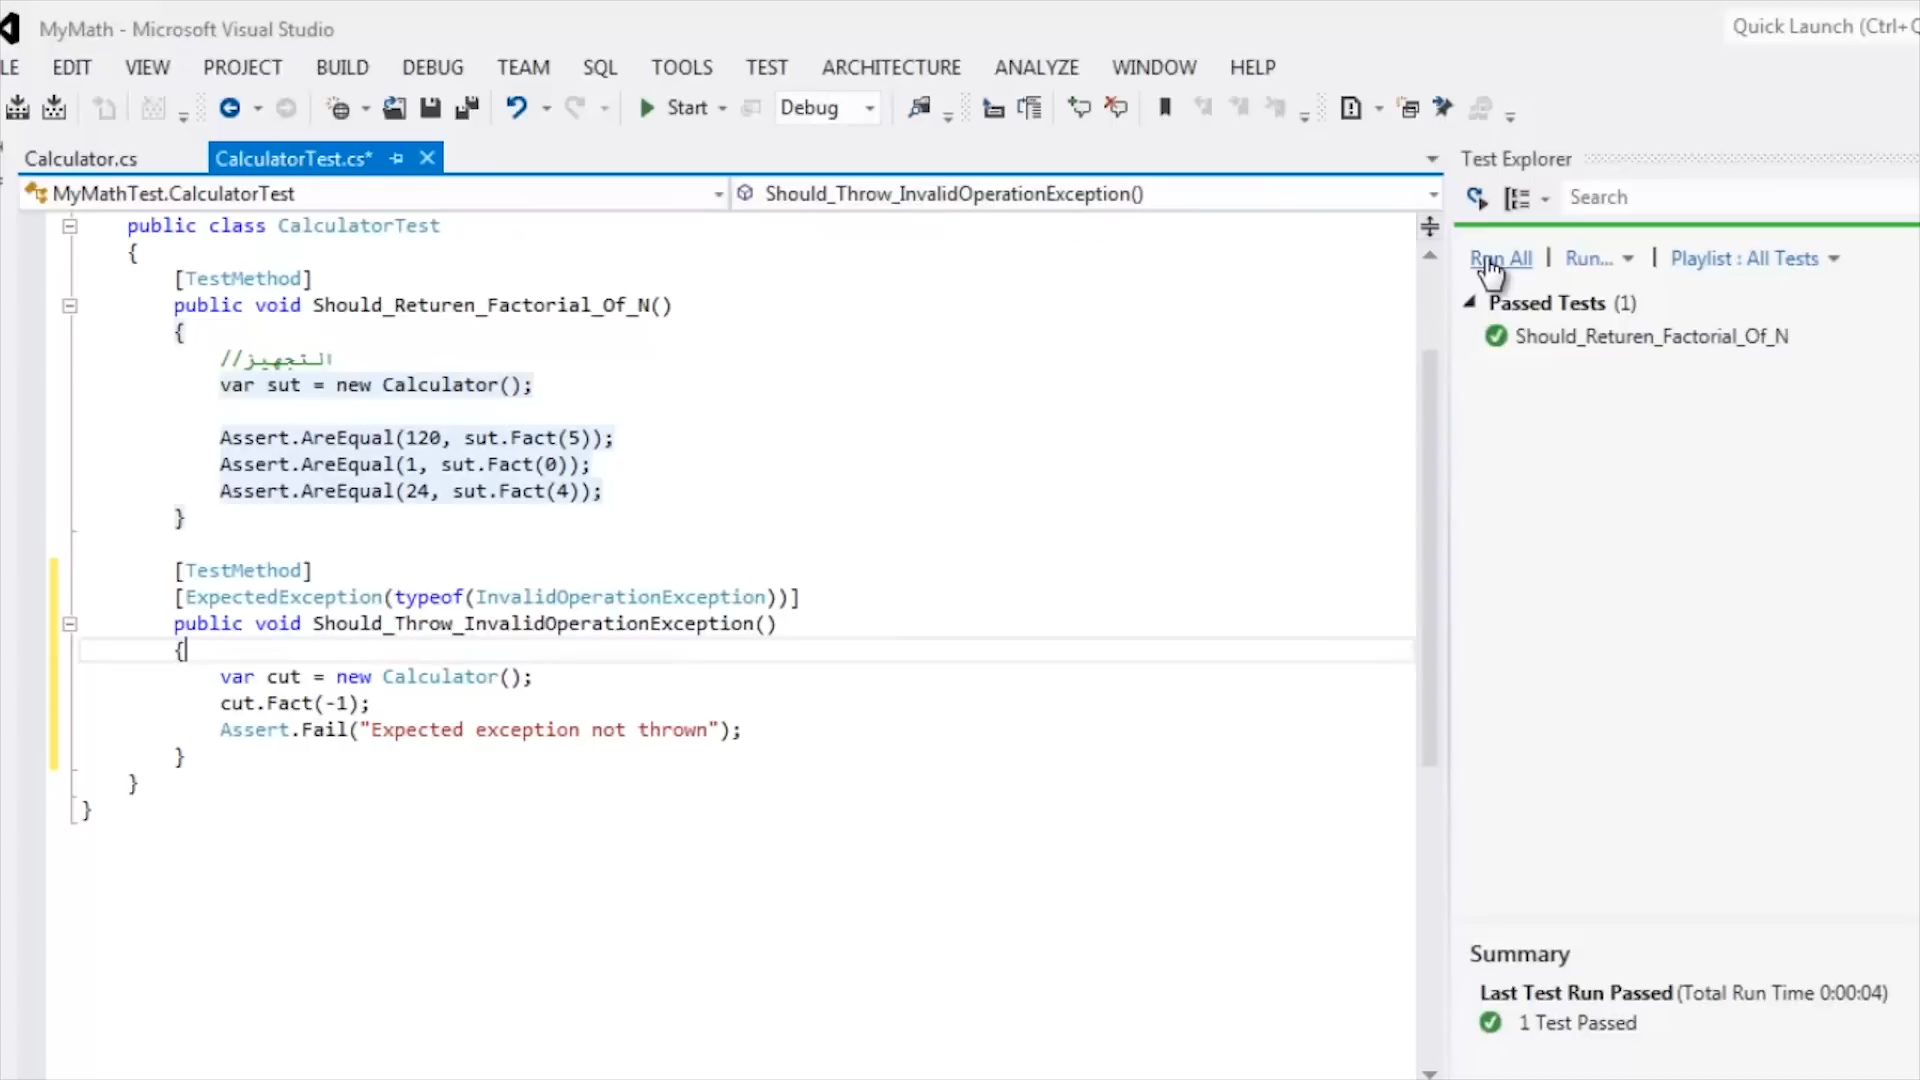 MyMath - Microsoft Visual Studio
Quick Launch (Ctrl+Q
LE EDIT VIEW PROJECT BUILD DEBUG TEAM SQL TOOLS TEST ARCHITECTURE ANALYZE WINDOW HELP
Start Debug
Calculator.cs CalculatorTest.cs*
MyMathTest.CalculatorTest Should_Throw_InvalidOperationException()
public class CalculatorTest
{
[TestMethod]
public void Should_Returen_Factorial_Of_N()
{
//التجهيز
var sut = new Calculator();
Assert.AreEqual(120, sut.Fact(5));
Assert.AreEqual(1, sut.Fact(0));
Assert.AreEqual(24, sut.Fact(4));
}
[TestMethod]
[ExpectedException(typeof(InvalidOperationException))]
public void Should_Throw_InvalidOperationException()
{
var cut = new Calculator();
cut.Fact(-1);
Assert.Fail("Expected exception not thrown");
}
}
}
Test Explorer
Search
Run All | Run... | Playlist : All Tests
Passed Tests (1)
Should_Returen_Factorial_Of_N
Summary
Last Test Run Passed (Total Run Time 0:00:04)
1 Test Passed